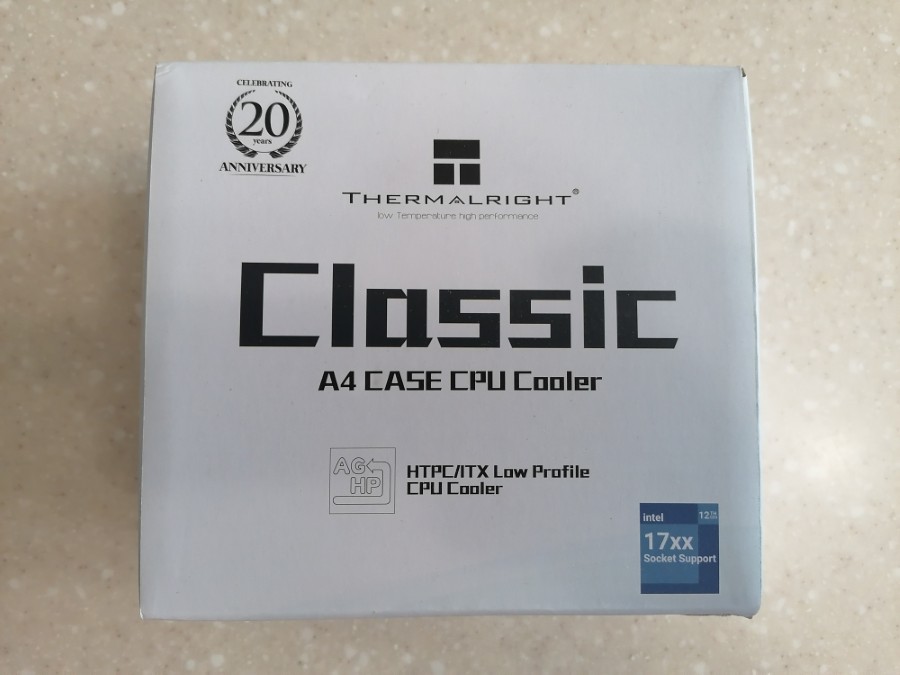 CELEBRATING
20
years
ANNIVERSARY
THERMALRIGHT®
low Temperature high performance
Classic
A4 CASE CPU Cooler
AG
HP
HTPC/ITX Low Profile
CPU Cooler
intel
12TH
17xx
Socket Support